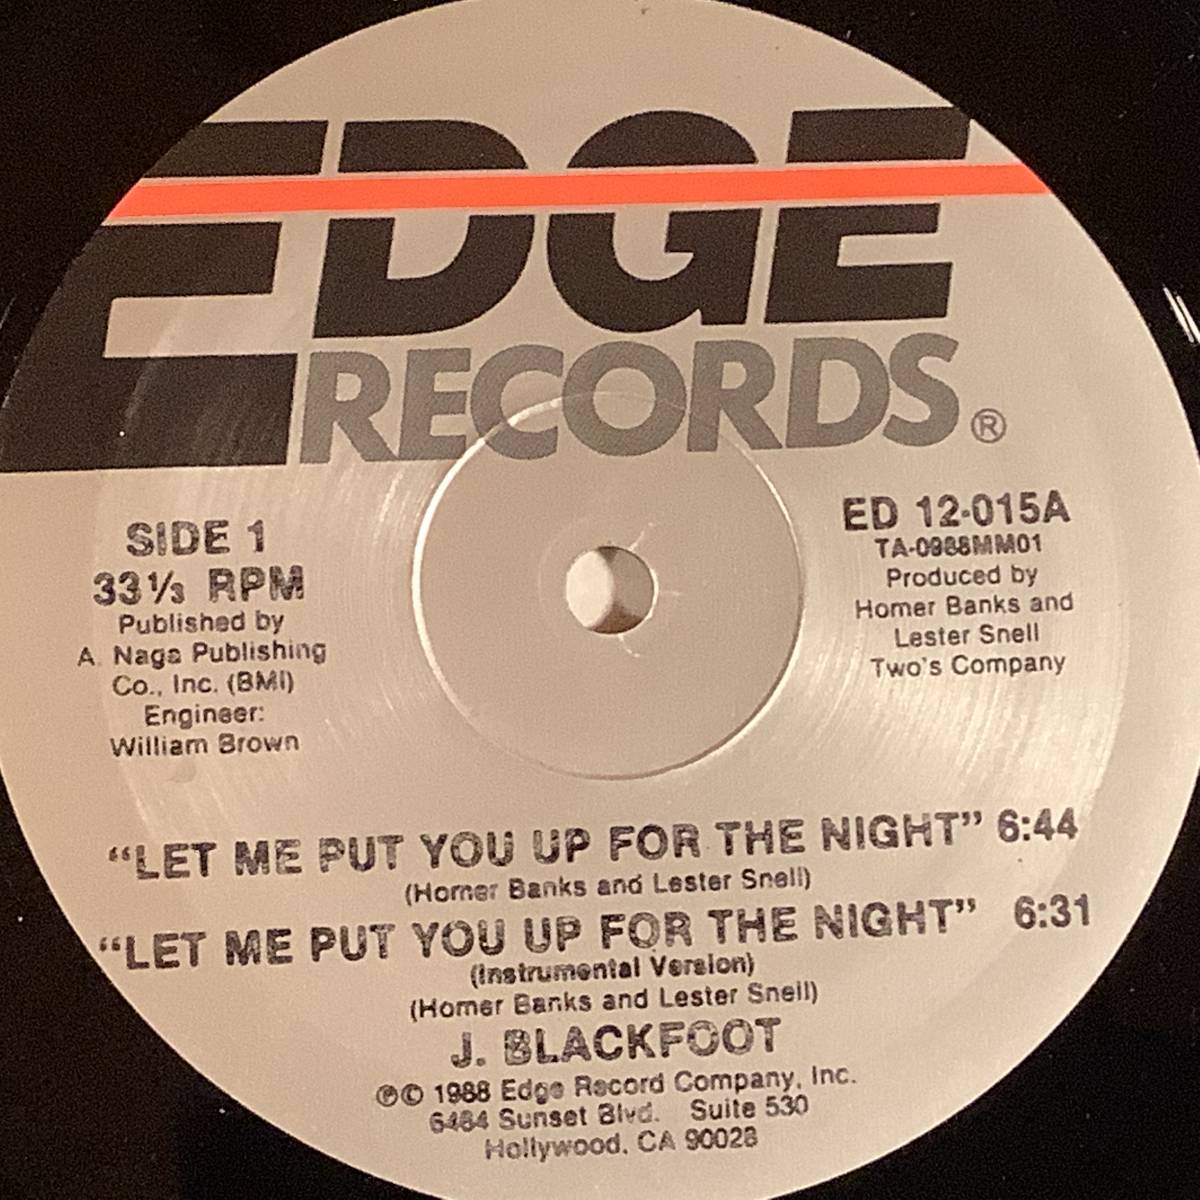 EDGE
RECORDS®
SIDE 1
33⅓ RPM
Published by
A. Naga Publishing
Co., Inc. (BMI)
Engineer:
William Brown
ED 12-015A
TA-0988MM01
Produced by
Homer Banks and
Lester Snell
Two's Company
“LET ME PUT YOU UP FOR THE NIGHT” 6:44
(Homer Banks and Lester Snell)
“LET ME PUT YOU UP FOR THE NIGHT” 6:31
(Instrumental Version)
(Homer Banks and Lester Snell)
J. BLACKFOOT
℗© 1988 Edge Record Company, Inc.
6464 Sunset Blvd. Suite 530
Hollywood, CA 90028